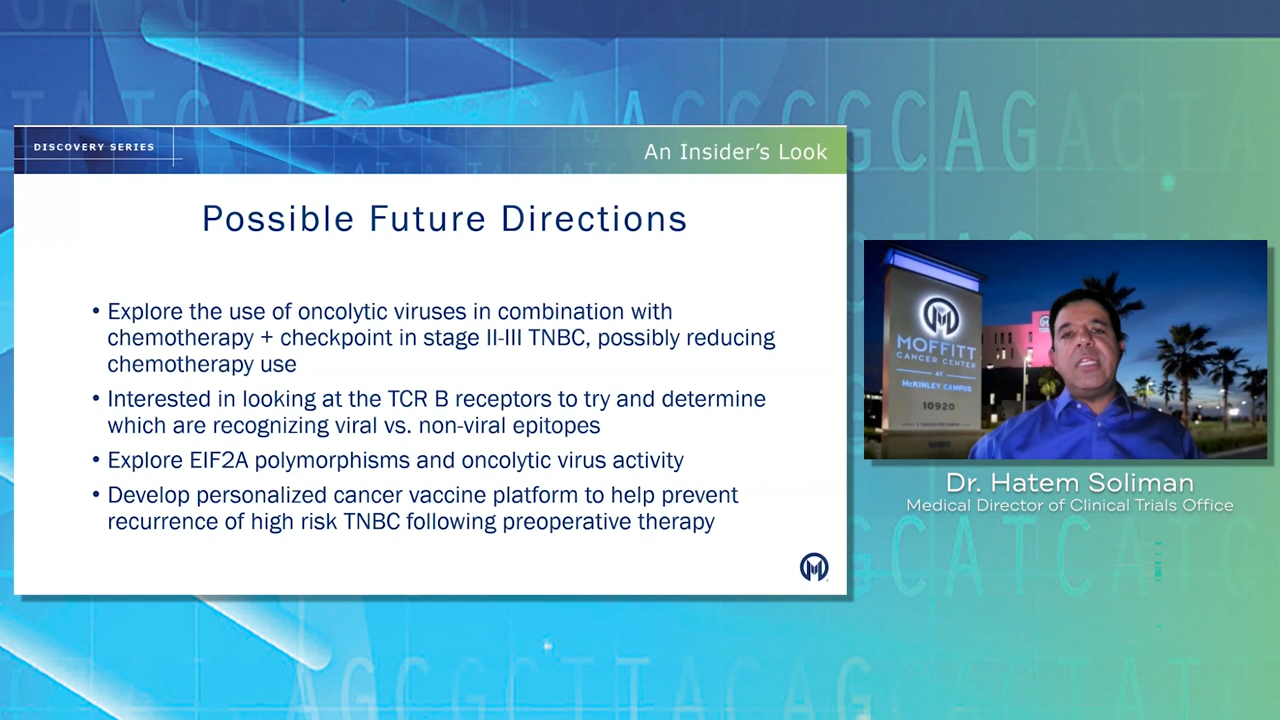 DISCOVERY SERIES
An Insider's Look
Possible Future Directions
• Explore the use of oncolytic viruses in combination with
chemotherapy + checkpoint in stage II-III TNBC, possibly reducing
chemotherapy use
• Interested in looking at the TCR B receptors to try and determine
which are recognizing viral vs. non-viral epitopes
• Explore EIF2A polymorphisms and oncolytic virus activity
• Develop personalized cancer vaccine platform to help prevent
recurrence of high risk TNBC following preoperative therapy
MOFFITT
CANCER CENTER
AT
McKINLEY CAMPUS
10920
Dr. Hatem Soliman
Medical Director of Clinical Trials Office
GCAG
GCATC